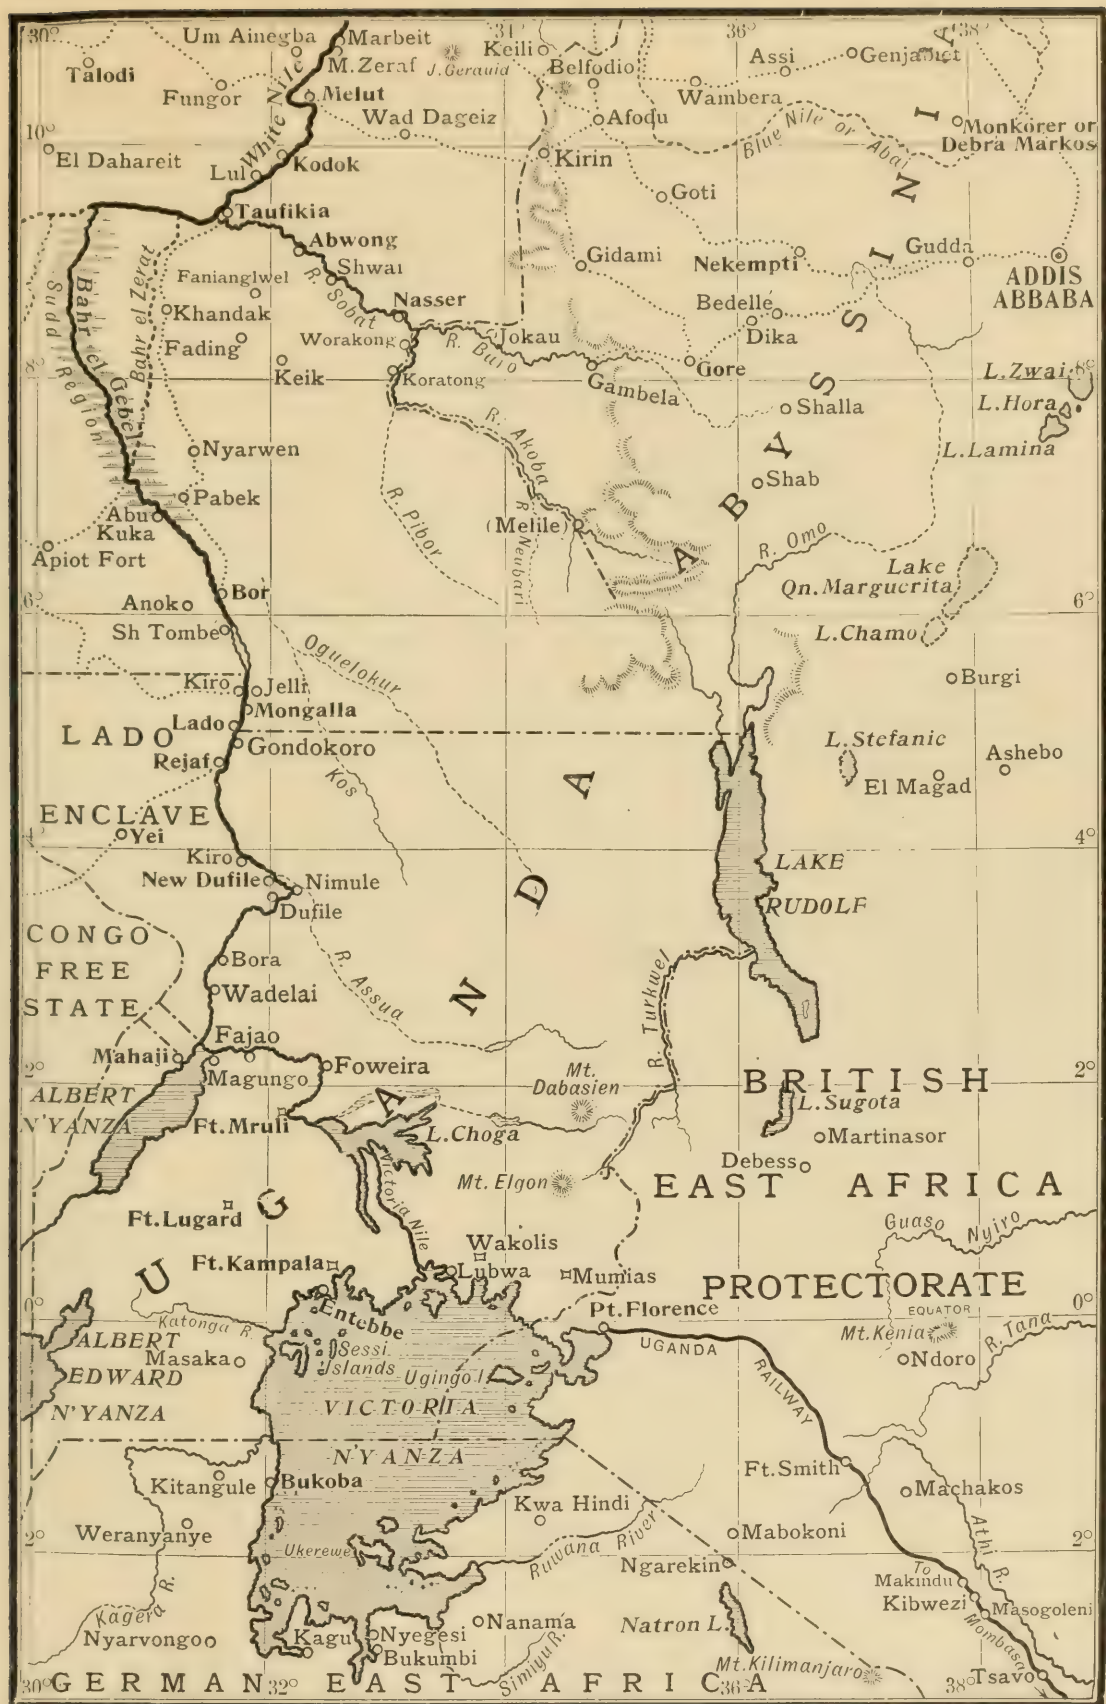 30° 34° 36° 38°
Um Ainegba
Marbeit
Keili
Assi
Genjabiet
Talodi
M. Zeraf
J. Gerauid
Belfodio
Fungor
Melut
Wambera
Wad Dageiz
Afodu
White Nile
Blue Nile or Abai
Monkorer or
Debra Markos
10°
El Dahareit
Lul
Kodok
Kirin
Goti
Taufikia
Abwong
Gidami
Nekempti
Gudda
ADDIS
ABBABA
Shwai
Fanianglwel
R. Sobat
Nasser
Bedelle
Dika
Bahr el Zerat
Khandak
Sudd Region
Bahr el Gebel
Fading
Worakong
Jokau
R. Baro
Keik
Koratong
Gambela
Gore
L. Zwai
8°
8°
Shalla
L. Hora
L. Lamina
R. Akoba
Nyarwen
Shab
Pabek
Abu
Kuka
R. Pibor
R. Neubari
(Melile)
R. Omo
Apiot Fort
Lake
Qn. Marguerita
Bor
6°
6°
Anoko
Sh Tombe
L. Chamo
Oguelokur
Burgi
Kiro
Jelli
Mongalla
Lado
LADO
Gondokoro
L. Stefanie
Ashebo
Rejaf
Kos
El Magad
ENCLAVE
Yei
4°
4°
Kiro
New Dufile
Nimule
LAKE
RUDOLF
Dufile
CONGO
FREE
STATE
Bora
Wadelai
R. Assua
R. Turkwel
Fajao
Mahaji
Magungo
Foweira
2°
2°
Mt.
Dabasien
BRITISH
ALBERT
N'YANZA
L. Sugota
Ft. Mruli
L. Choga
Martinasor
Debess
Mt. Elgon
EAST AFRICA
Victoria Nile
Ft. Lugard
Guaso Nyiro
Wakolis
Ft. Kampala
Lubwa
Mumias
PROTECTORATE
0°
0°
Entebbe
Pt. Florence
EQUATOR
Katonga R.
UGANDA RAILWAY
Mt. Kenia
R. Tana
ALBERT
EDWARD
N'YANZA
Masaka
Sessi
Islands
Ugingo I.
Ndoro
VICTORIA
N'YANZA
Ft. Smith
Kitangule
Bukoba
Machakos
Kwa Hindi
Weranyanye
Mabokoni
2°
2°
Athi R.
Ukerewe
Ruwana River
Ngarekin
To Mombasa
Makindu
Kibwezi
Masogoleni
Kagera R.
Nyarvongo
Kagu
Nyegesi
Bukumbi
Nanama
Natron L.
Simiyu R.
Mt. Kilimanjaro
Tsavo
GERMAN EAST AFRICA
30° 32° 36° 38°
UGANDA
ABYSSINIA